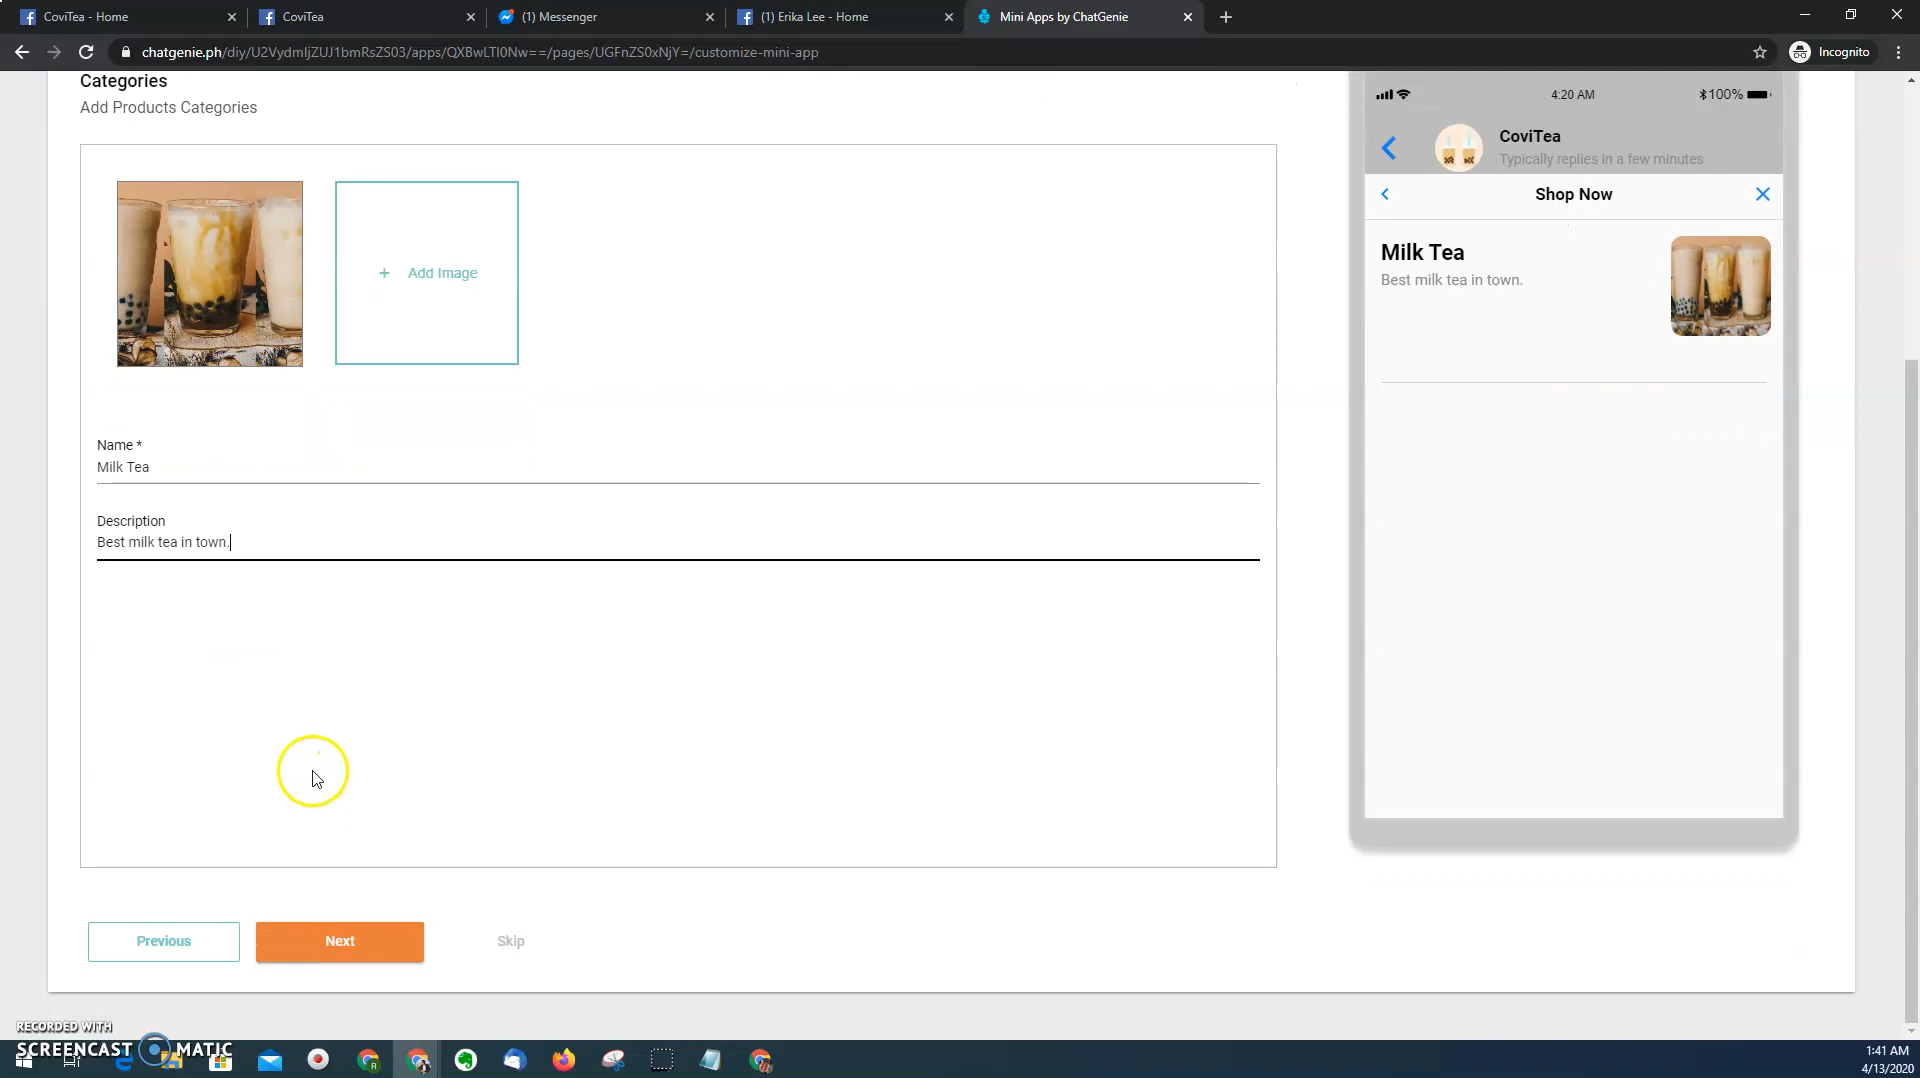 CoviTea - Home
CoviTea
(1) Messenger
(1) Erika Lee - Home
Mini Apps by ChatGenie
chatgenie.ph/diy/U2VydmljZUJ1bmRsZS03/apps/QXBwLTI0Nw==/pages/UGFnZS0xNjY=/customize-mini-app
Incognito
Categories
Add Products Categories
+ Add Image
Name *
Milk Tea
Description
Best milk tea in town.
Previous
Next
Skip
4:20 AM
100%
CoviTea
Typically replies in a few minutes
Shop Now
Milk Tea
Best milk tea in town.
RECORDED WITH
SCREENCAST MATIC
1:41 AM
4/13/2020